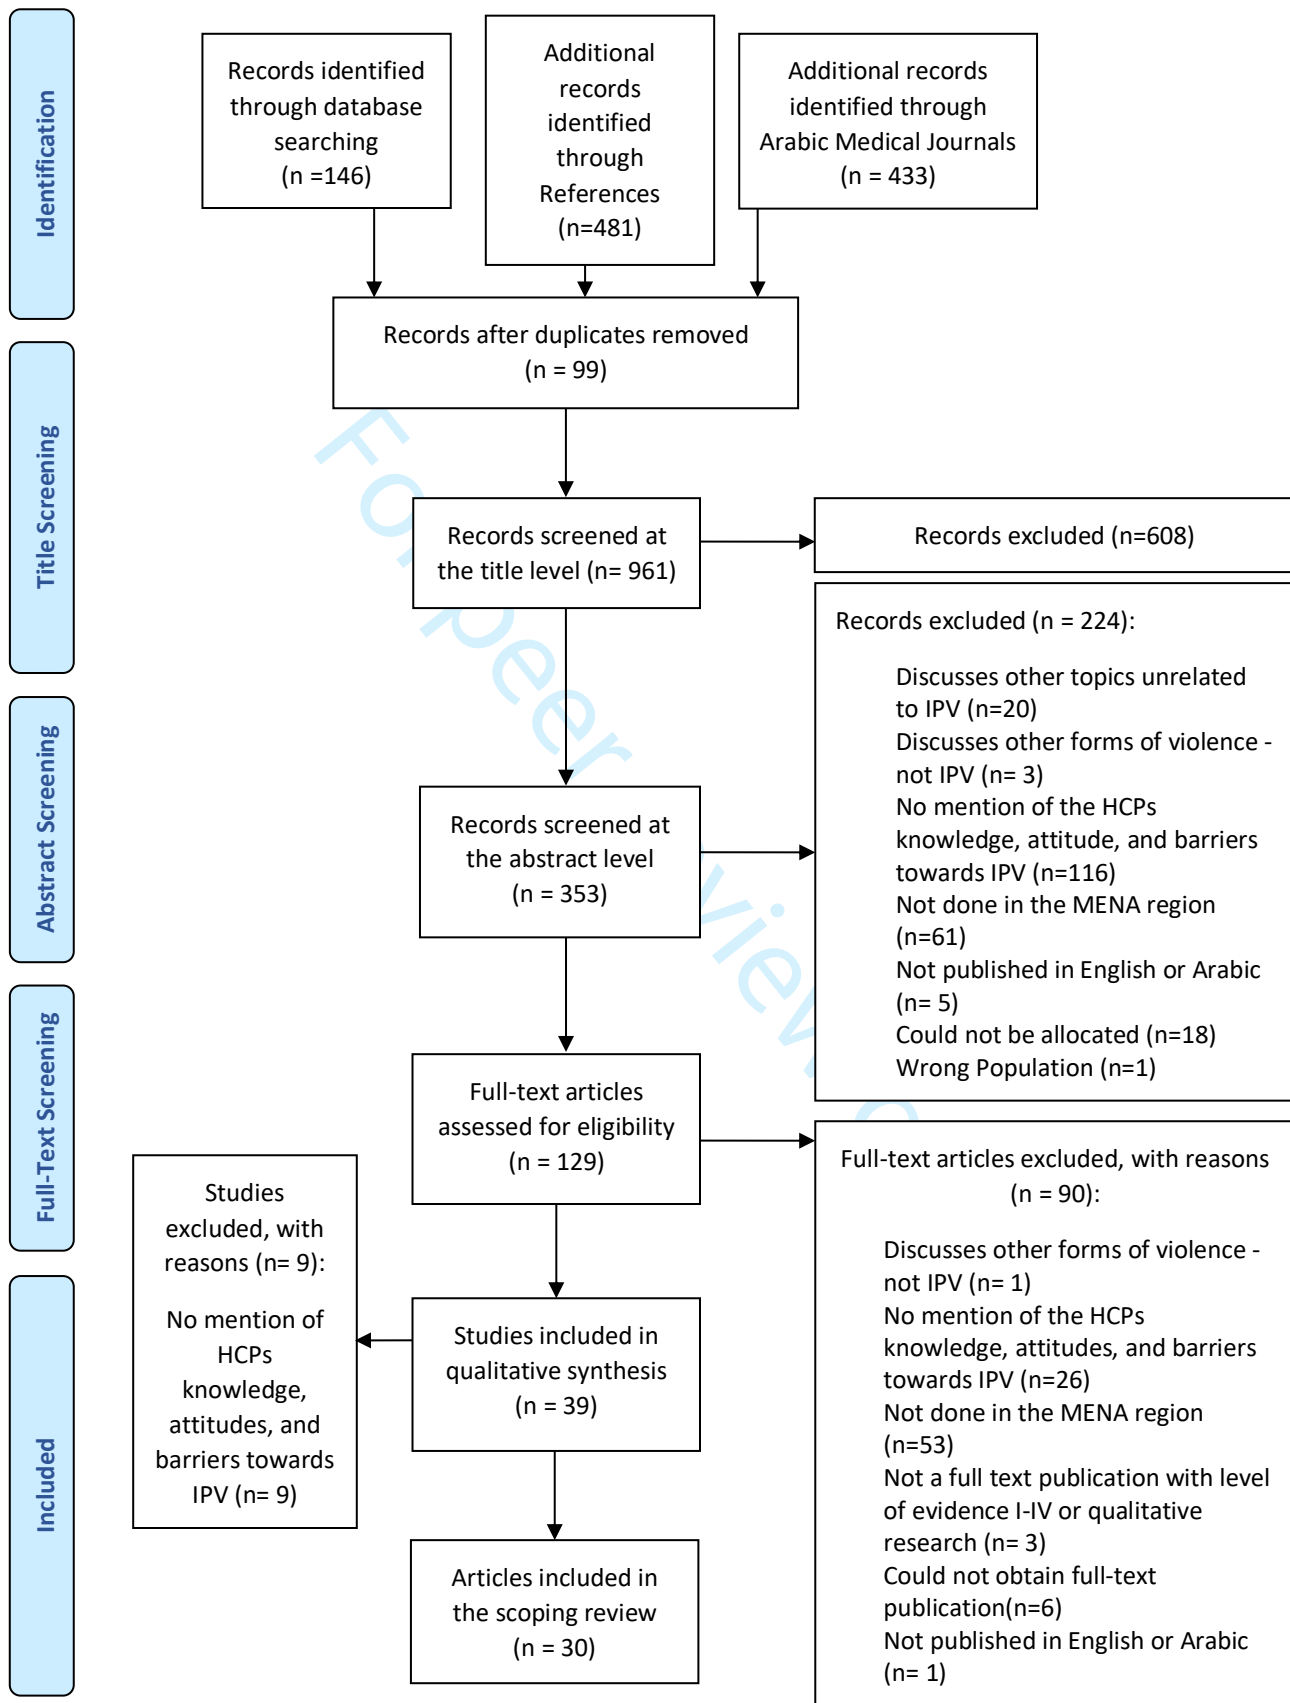 Identification
Records identified
through database
searching
(n =146)
Additional
records
identified
through
References
(n=481)
Additional records
identified through
Arabic Medical Journals
(n = 433)
Records after duplicates removed
(n = 99)
Title Screening
Records screened at
the title level (n= 961)
Records excluded (n=608)
Records excluded (n = 224):
Discusses other topics unrelated
to IPV (n=20)
Discusses other forms of violence -
not IPV (n= 3)
No mention of the HCPs
knowledge, attitude, and barriers
towards IPV (n=116)
Not done in the MENA region
(n=61)
Not published in English or Arabic
(n= 5)
Could not be allocated (n=18)
Wrong Population (n=1)
Abstract Screening
Records screened at
the abstract level
(n = 353)
Full-Text Screening
Full-text articles
assessed for eligibility
(n = 129)
Full-text articles excluded, with reasons
(n = 90):
Discusses other forms of violence -
not IPV (n= 1)
No mention of the HCPs
knowledge, attitudes, and barriers
towards IPV (n=26)
Not done in the MENA region
(n=53)
Not a full text publication with level
of evidence I-IV or qualitative
research (n= 3)
Could not obtain full-text
publication(n=6)
Not published in English or Arabic
(n= 1)
Studies
excluded, with
reasons (n= 9):
No mention of
HCPs
knowledge,
attitudes, and
barriers towards
IPV (n= 9)
Included
Studies included in
qualitative synthesis
(n = 39)
Articles included in
the scoping review
(n = 30)
For peer